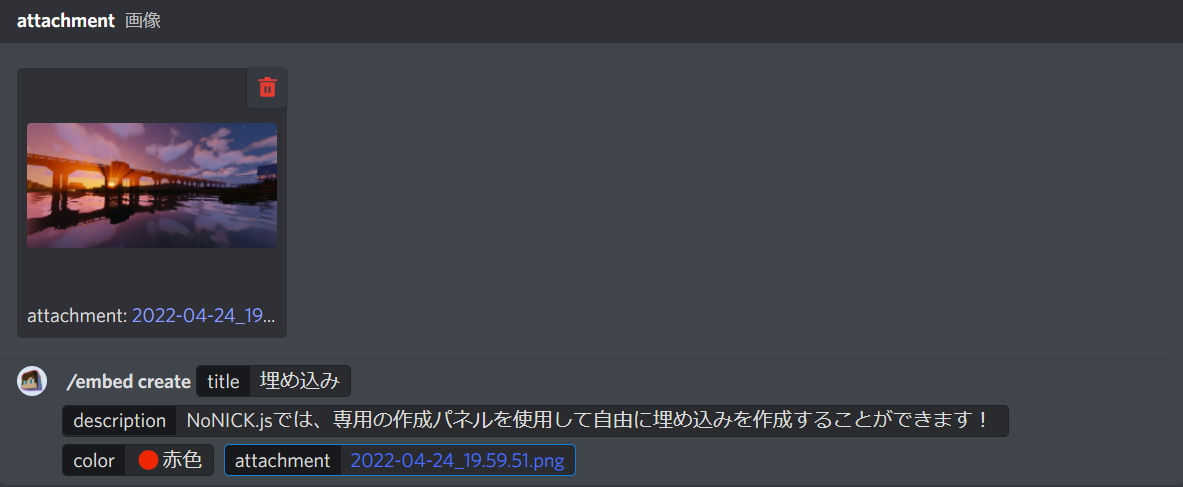 attachment 画像
attachment: 2022-04-24_19...
/embed create title 埋め込み
description NoNICK.jsでは、専用の作成パネルを使用して自由に埋め込みを作成することができます！
color 赤色 attachment 2022-04-24_19.59.51.png